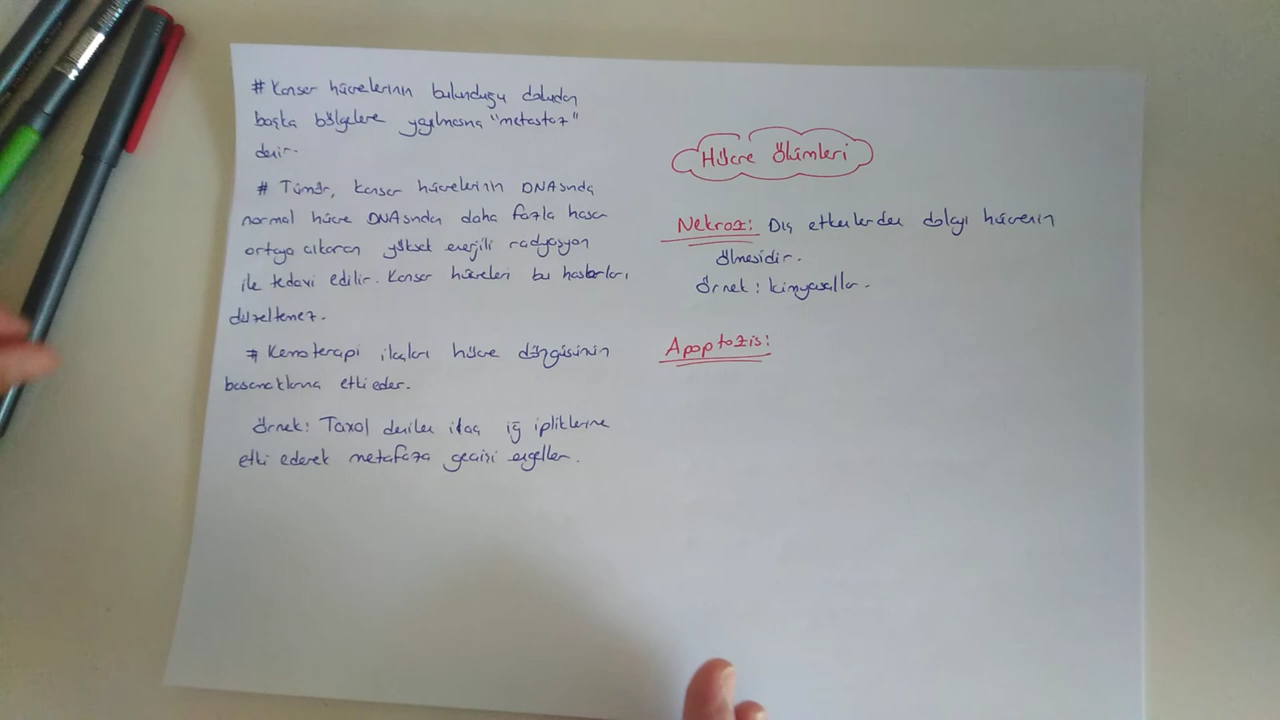 # Kanser hücrelerinin bulunduğu dokudan
başka bölgelere yayılmasına "metastaz"
denir.
# Tümör, kanser hücrelerinin DNAsında
normal hücre DNAsından daha fazla hasar
ortaya çıkaran yüksek enerjili radyasyon
ile tedavi edilir. Kanser hücreleri bu hasarları
düzeltemez.
# Kemoterapi ilaçları hücre döngüsünün
basamaklarına etki eder.
Örnek: Taxol denilen ilaç iğ ipliklerine
etki ederek metafaza geçişi engeller.
Hücre Ölümleri
Nekroz: Dış etkenlerden dolayı hücrenin
ölmesidir.
Örnek: kimyasallar.
Apoptozis: